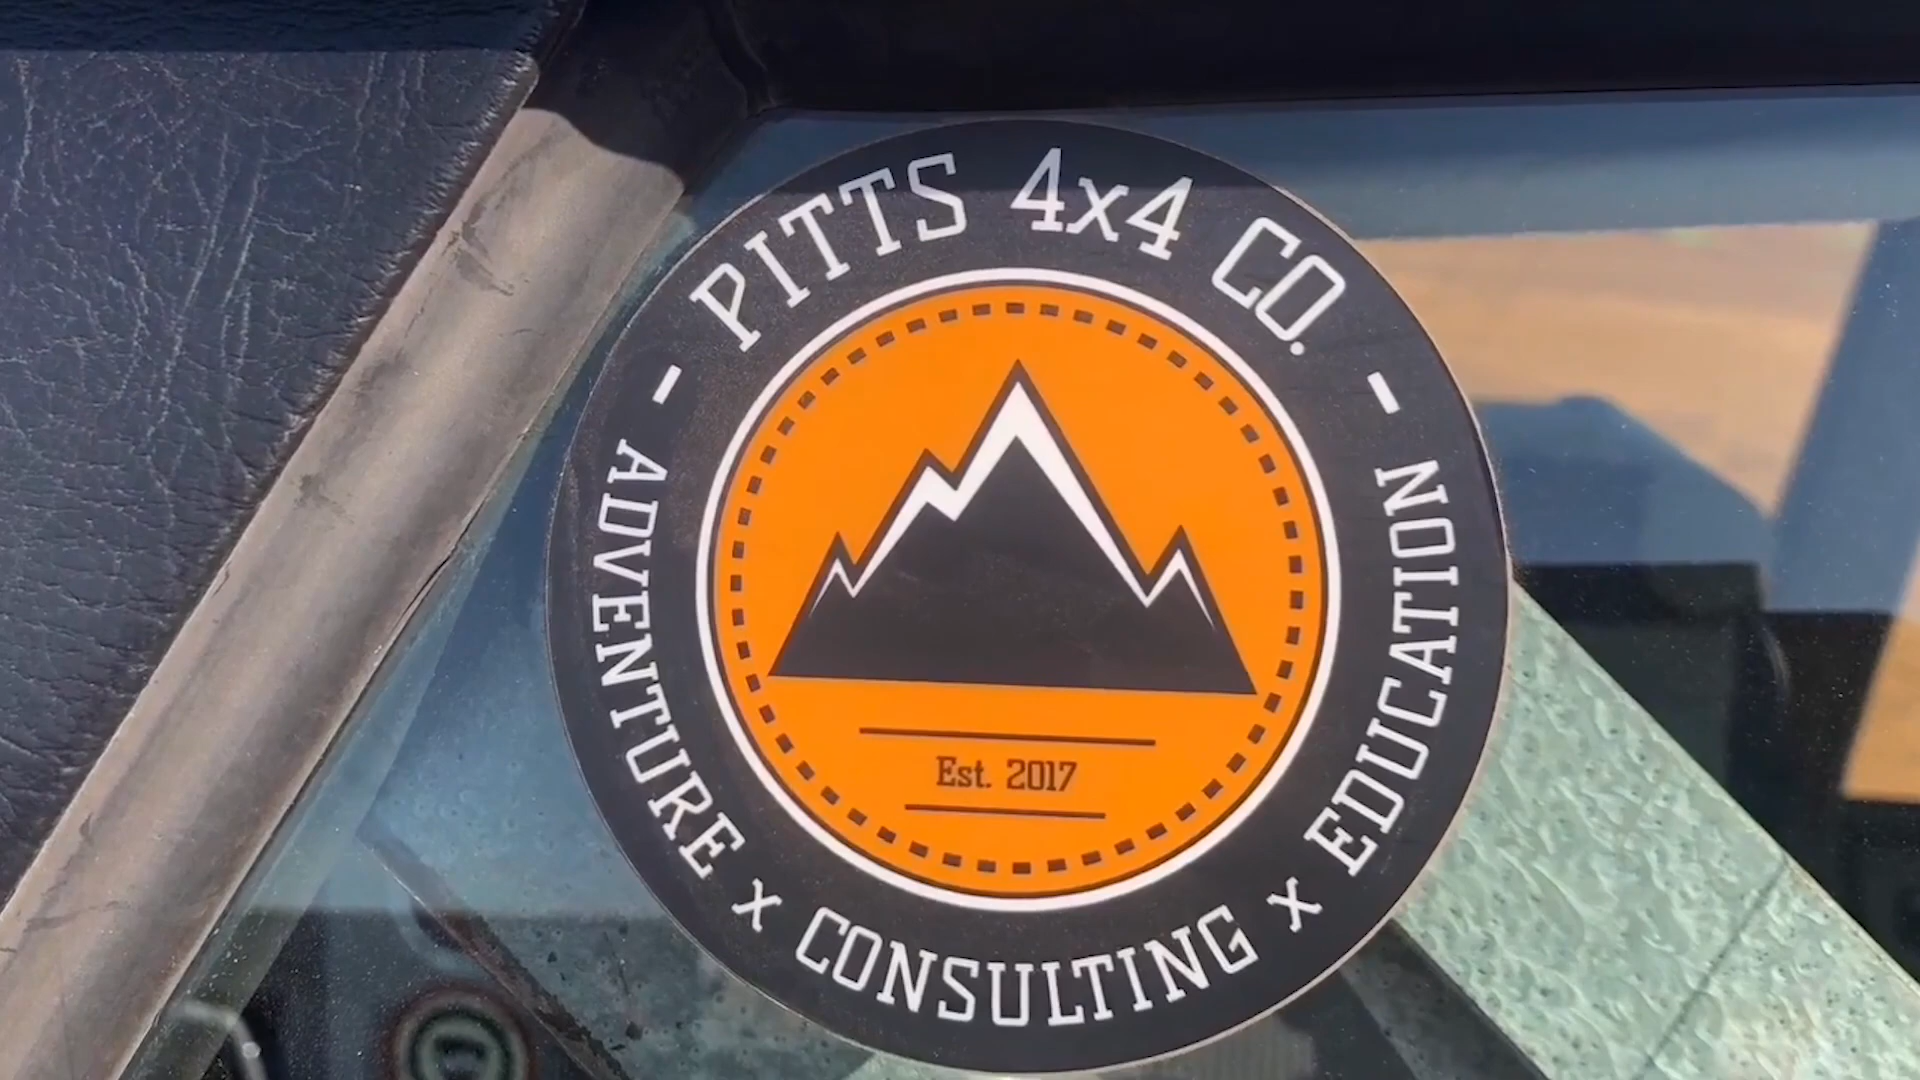 - PITTS 4x4 CO. -
ADVENTURE x CONSULTING x EDUCATION
Est. 2017